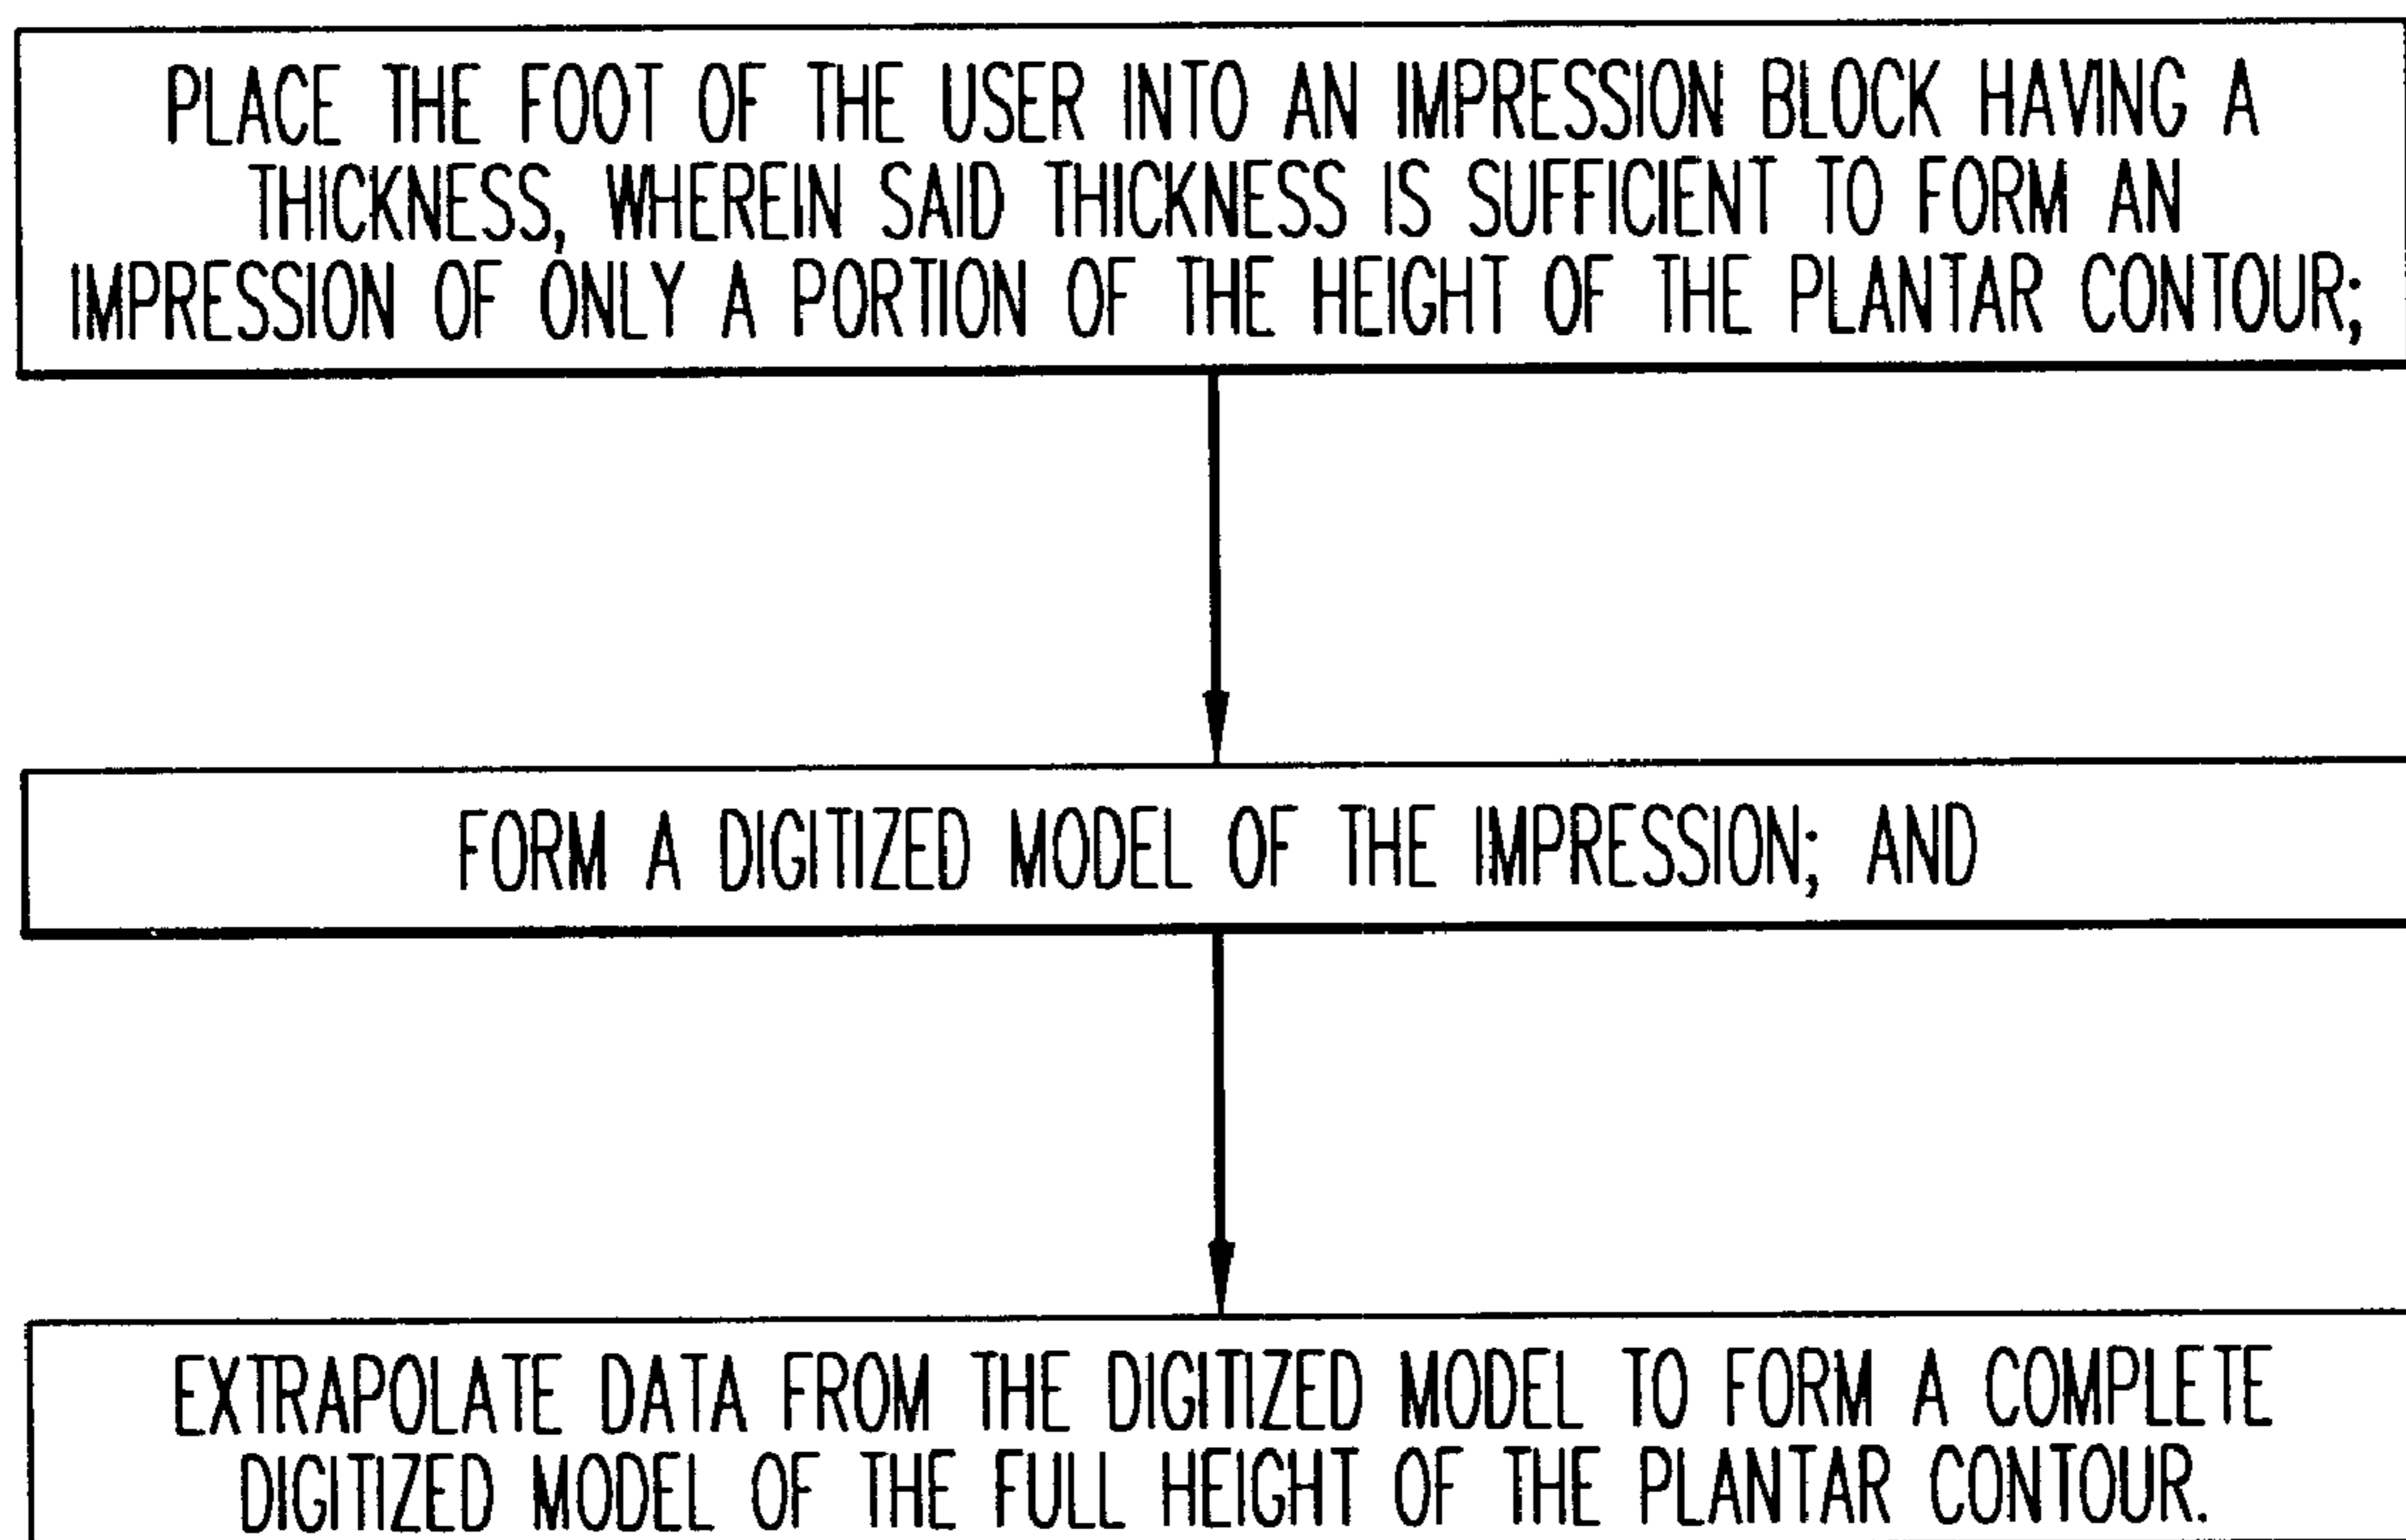 PLACE THE FOOT OF THE USER INTO AN IMPRESSION BLOCK HAVING A
THICKNESS, WHEREIN SAID THICKNESS IS SUFFICIENT TO FORM AN
IMPRESSION OF ONLY A PORTION OF THE HEIGHT OF THE PLANTAR CONTOUR;
FORM A DIGITIZED MODEL OF THE IMPRESSION; AND
EXTRAPOLATE DATA FROM THE DIGITIZED MODEL TO FORM A COMPLETE
DIGITIZED MODEL OF THE FULL HEIGHT OF THE PLANTAR CONTOUR.